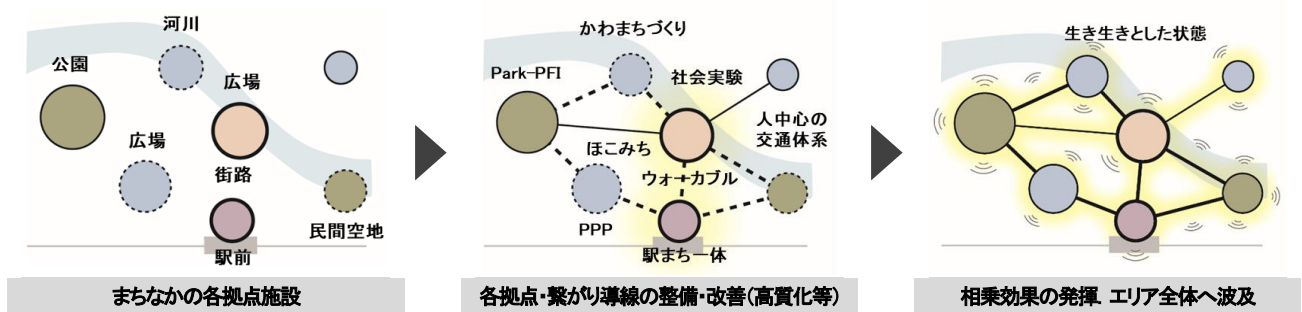 河川
公園
広場
広場
街路
民間空地
駅前
まちなかの各拠点施設
かわまちづくり
Park-PFI
社会実験
人中心の
交通体系
ほこみち
ウォーカブル
PPP
駅まち一体
各拠点・繋がり導線の整備・改善(高質化等)
生き生きとした状態
相乗効果の発揮 エリア全体へ波及